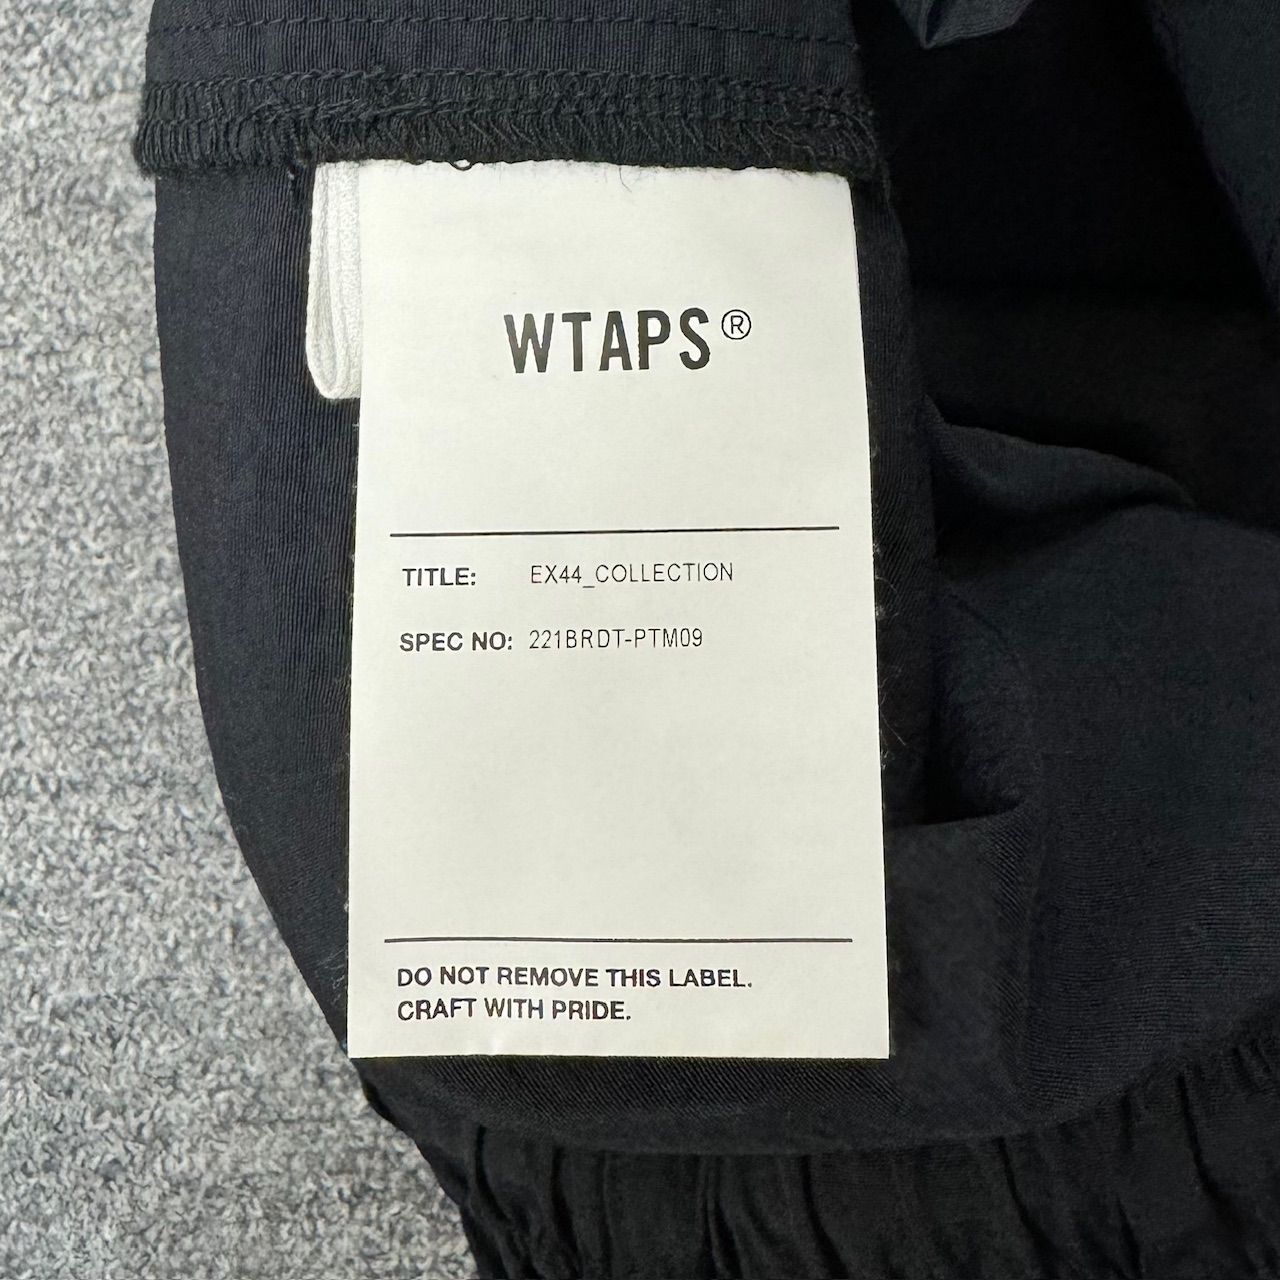 WTAPS®
TITLE: EX44_COLLECTION
SPEC NO: 221BRDT-PTM09
DO NOT REMOVE THIS LABEL.
CRAFT WITH PRIDE.